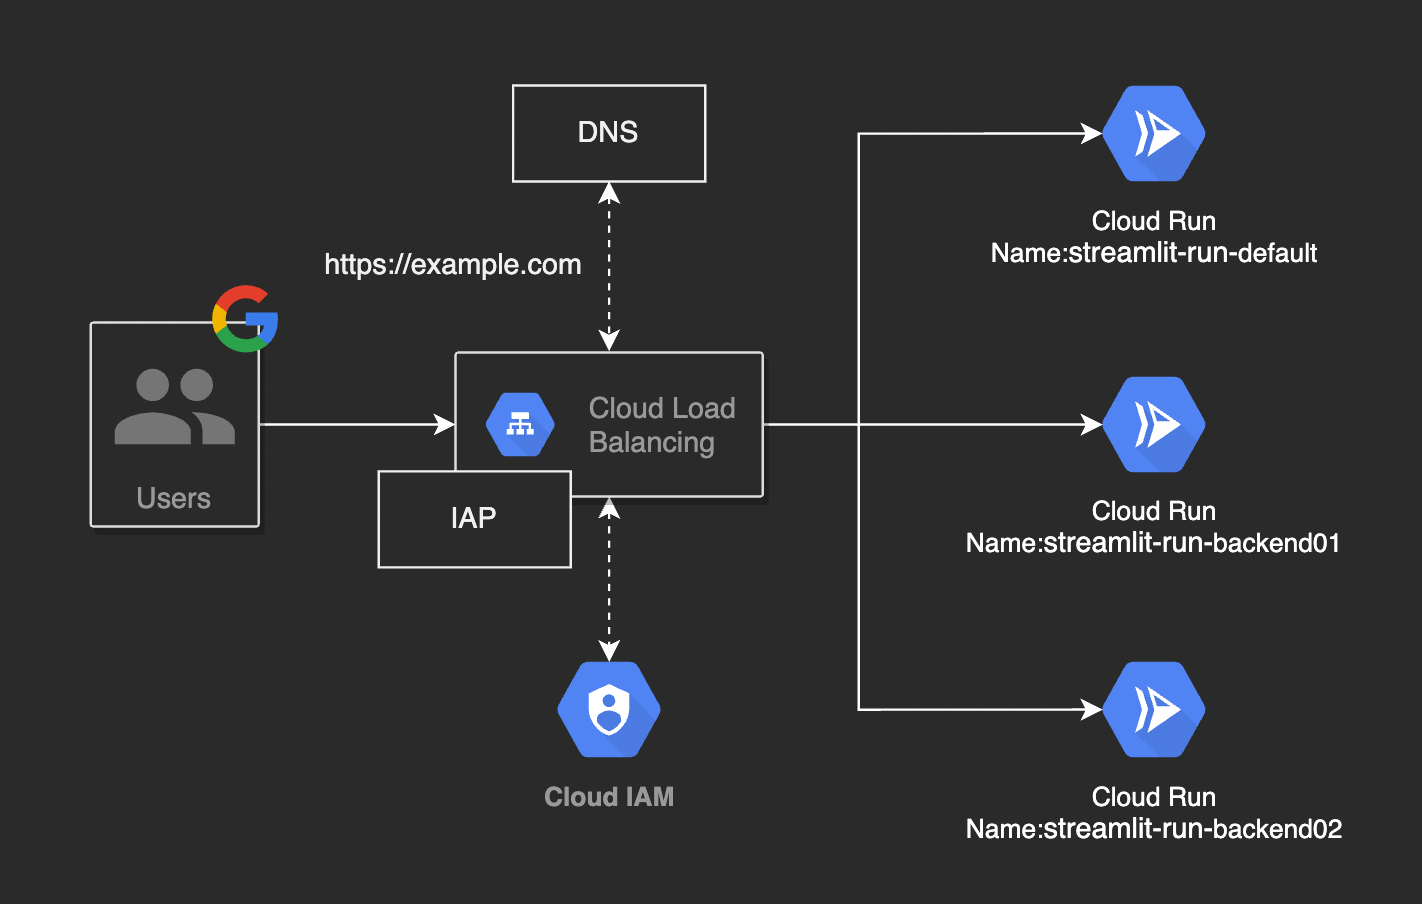 DNS
https://example.com
Users
Cloud Load
Balancing
IAP
Cloud IAM
Cloud Run
Name:streamlit-run-default
Cloud Run
Name:streamlit-run-backend01
Cloud Run
Name:streamlit-run-backend02